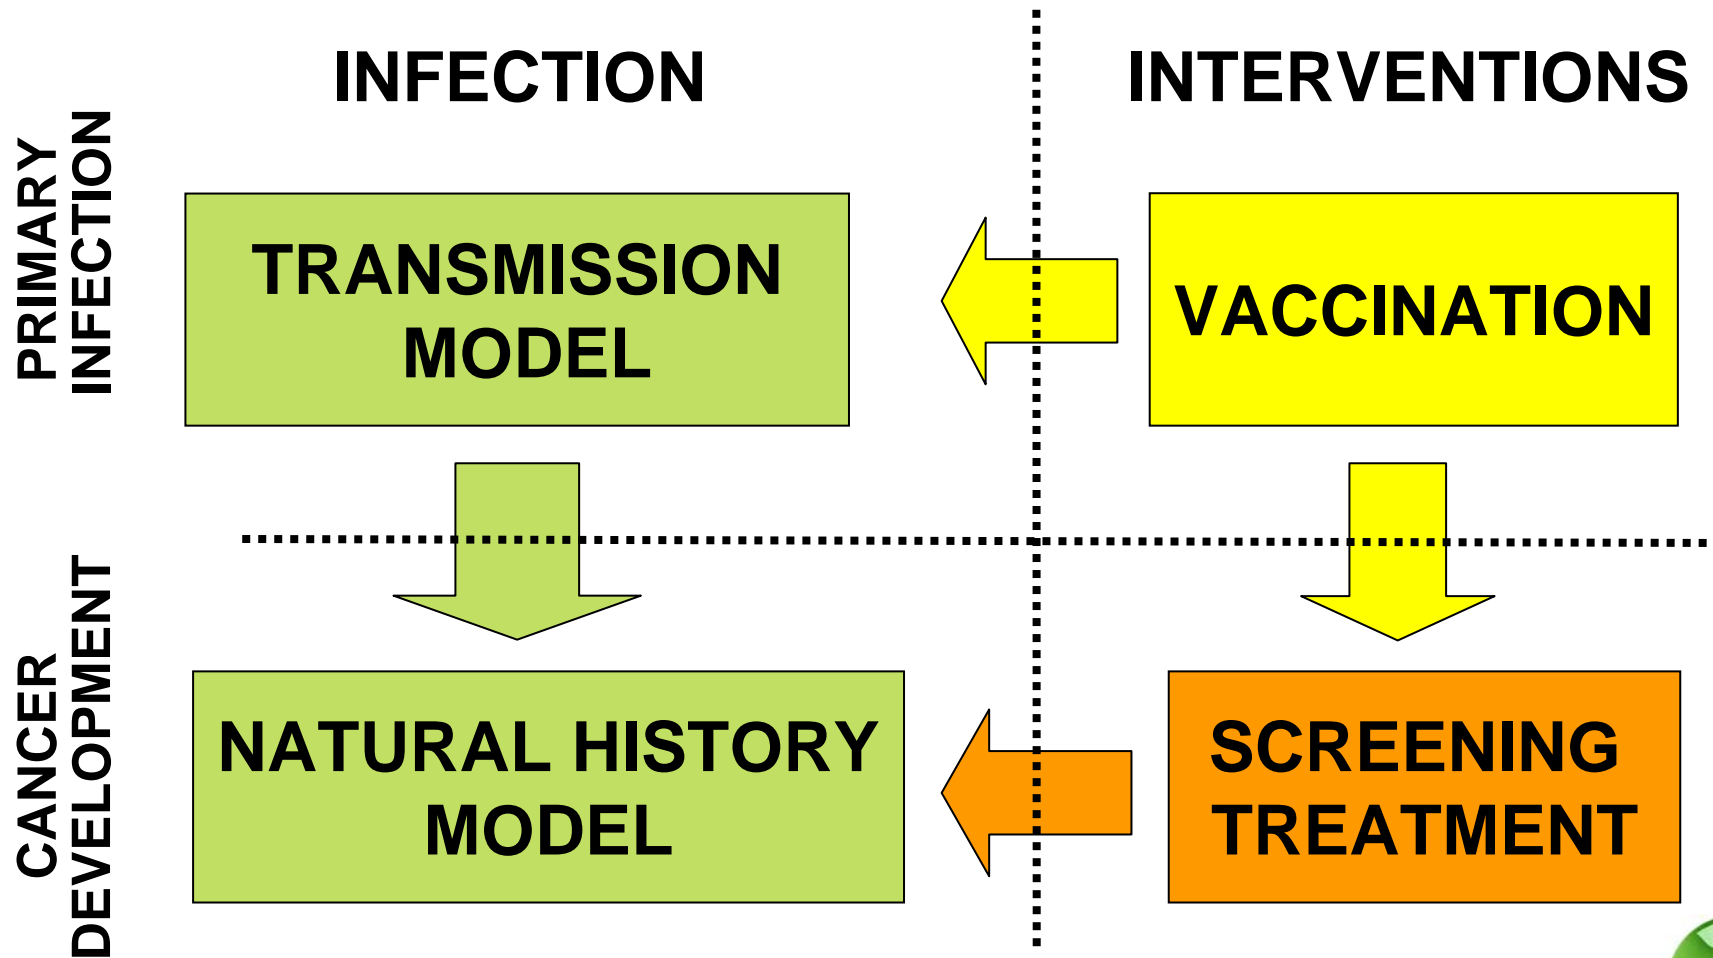 INFECTION
INTERVENTIONS
PRIMARY
INFECTION
TRANSMISSION
MODEL
VACCINATION
CANCER
DEVELOPMENT
NATURAL HISTORY
MODEL
SCREENING
TREATMENT